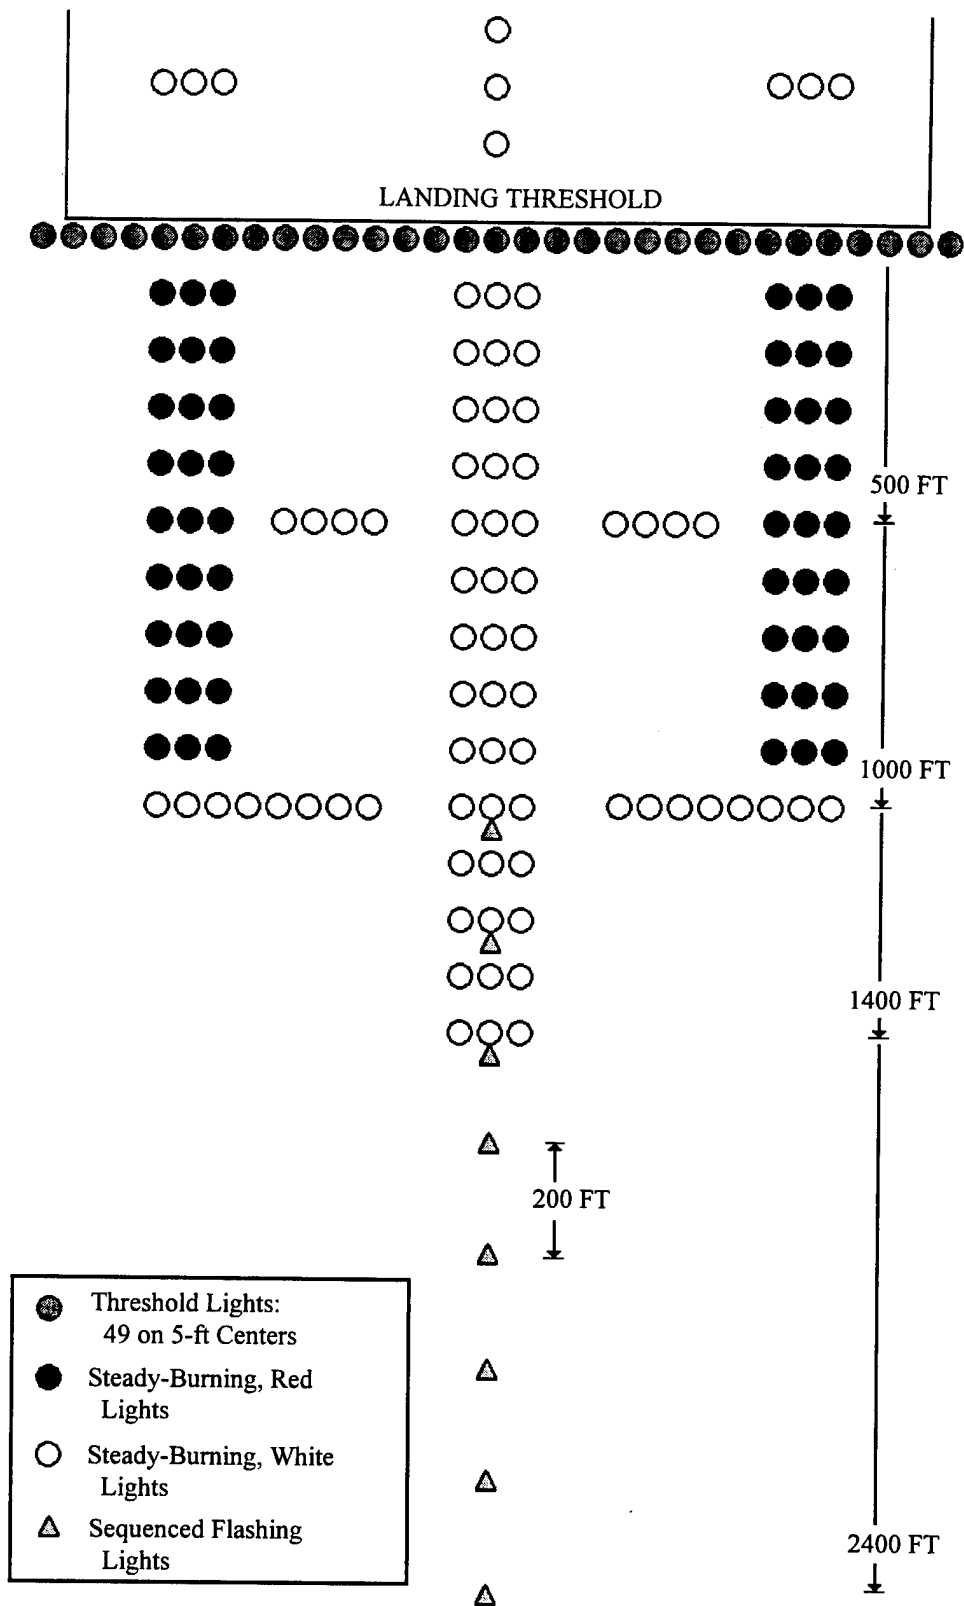 LANDING THRESHOLD
500 FT
1000 FT
1400 FT
200 FT
Threshold Lights:
49 on 5-ft Centers
Steady-Burning, Red
Lights
Steady-Burning, White
Lights
Sequenced Flashing
Lights
2400 FT